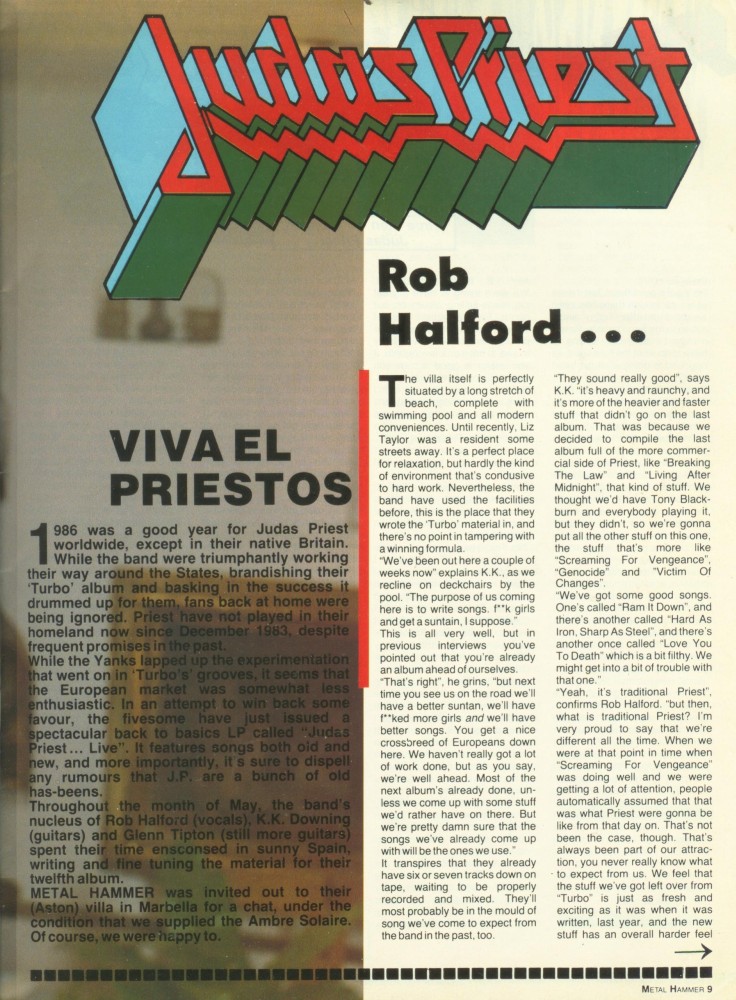 Judas Priest
Rob
Halford ...
VIVA EL
PRIESTOS
1986 was a good year for Judas Priest
worldwide, except in their native Britain.
While the band were triumphantly working
their way around the States, brandishing their
'Turbo' album and basking in the success it
drummed up for them, fans back at home were
being ignored. Priest have not played in their
homeland now since December 1983, despite
frequent promises in the past.
While the Yanks lapped up the experimentation
that went on in 'Turbo's' grooves, it seems that
the European market was somewhat less
enthusiastic. In an attempt to win back some
favour, the fivesome have just issued a
spectacular back to basics LP called "Judas
Priest... Live". It features songs both old and
new, and more importantly, it's sure to dispell
any rumours that J.P. are a bunch of old
has-beens.
Throughout the month of May, the band's
nucleus of Rob Halford (vocals), K.K. Downing
(guitars) and Glenn Tipton (still more guitars)
spent their time ensconsed in sunny Spain,
writing and fine tuning the material for their
twelfth album.
METAL HAMMER was invited out to their
(Aston) villa in Marbella for a chat, under the
condition that we supplied the Ambre Solaire.
Of course, we were happy to.
The villa itself is perfectly
situated by a long stretch of
beach, complete with
swimming pool and all modern
conveniences. Until recently, Liz
Taylor was a resident some
streets away. It's a perfect place
for relaxation, but hardly the kind
of environment that's condusive
to hard work. Nevertheless, the
band have used the facilities
before, this is the place that they
wrote the 'Turbo' material in, and
there's no point in tampering with
a winning formula.
"We've been out here a couple of
weeks now" explains K.K., as we
recline on deckchairs by the
pool. "The purpose of us coming
here is to write songs. f**k girls
and get a suntain, I suppose."
This is all very well, but in
previous interviews you've
pointed out that you're already
an album ahead of ourselves.
"That's right", he grins, "but next
time you see us on the road we'll
have a better suntan, we'll have
f**ked more girls and we'll have
better songs. You get a nice
crossbreed of Europeans down
here. We haven't really got a lot
of work done, but as you say,
we're well ahead. Most of the
next album's already done, un-
less we come up with some stuff
we'd rather have on there. But
we're pretty damn sure that the
songs we've already come up
with will be the ones we use."
It transpires that they already
have six or seven tracks down on
tape, waiting to be properly
recorded and mixed. They'll
most probably be in the mould of
song we've come to expect from
the band in the past, too.
"They sound really good", says
K.K. "it's heavy and raunchy, and
it's more of the heavier and faster
stuff that didn't go on the last
album. That was because we
decided to compile the last
album full of the more commer-
cial side of Priest, like "Breaking
The Law" and "Living After
Midnight", that kind of stuff. We
thought we'd have Tony Black-
burn and everybody playing it,
but they didn't, so we're gonna
put all the other stuff on this one,
the stuff that's more like
"Screaming For Vengeance",
"Genocide" and "Victim Of
Changes".
"We've got some good songs.
One's called "Ram It Down", and
there's another called "Hard As
Iron, Sharp As Steel", and there's
another once called "Love You
To Death" which is a bit filthy. We
might get into a bit of trouble with
that one."
"Yeah, it's traditional Priest",
confirms Rob Halford. "but then,
what is traditional Priest? I'm
very proud to say that we're
different all the time. When we
were at that point in time when
"Screaming For Vengeance"
was doing well and we were
getting a lot of attention, people
automatically assumed that that
was what Priest were gonna be
like from that day on. That's not
been the case, though. That's
always been part of our attrac-
tion, you never really know what
to expect from us. We feel that
the stuff we've got left over from
"Turbo" is just as fresh and
exciting as it was when it was
written, last year, and the new
stuff has an overall harder feel
METAL HAMMER 9